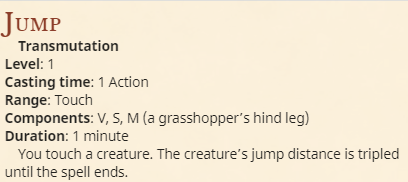 JUMP
Transmutation
Level: 1
Casting time: 1 Action
Range: Touch
Components: V, S, M (a grasshopper's hind leg)
Duration: 1 minute
You touch a creature. The creature's jump distance is tripled
until the spell ends.